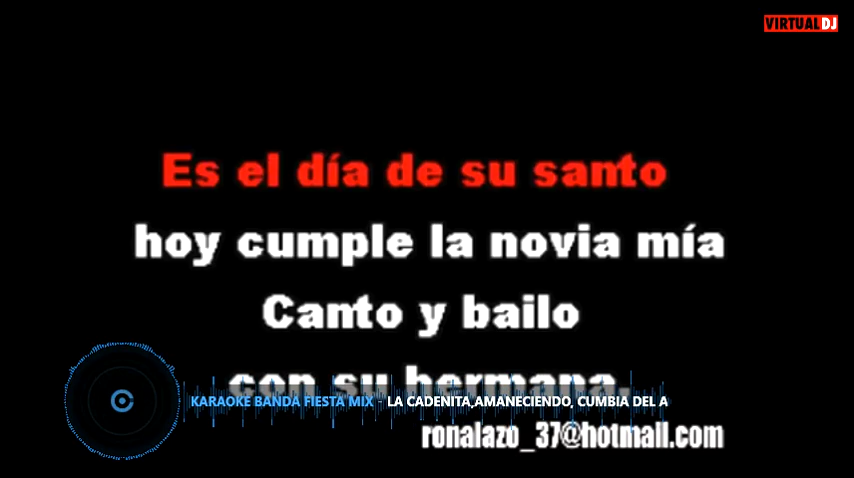 VIRTUALDJ
Es el día de su santo
hoy cumple la novia mía
Canto y bailo
con su hermana.
KARAOKE BANDA FIESTA MIX - LA CADENITA,AMANECIENDO, CUMBIA DEL A
ronalazo_37@hotmail.com